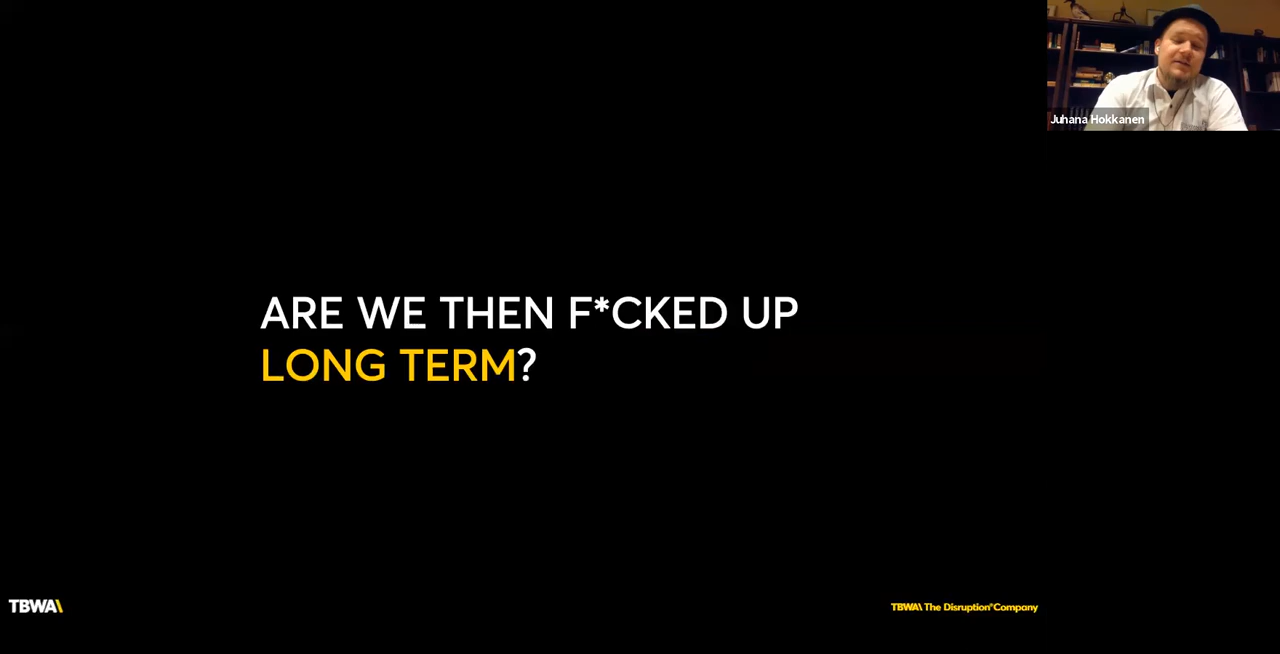 Juhana Hokkanen
ARE WE THEN F*CKED UP
LONG TERM?
TBWA\
TBWA\ The Disruption® Company